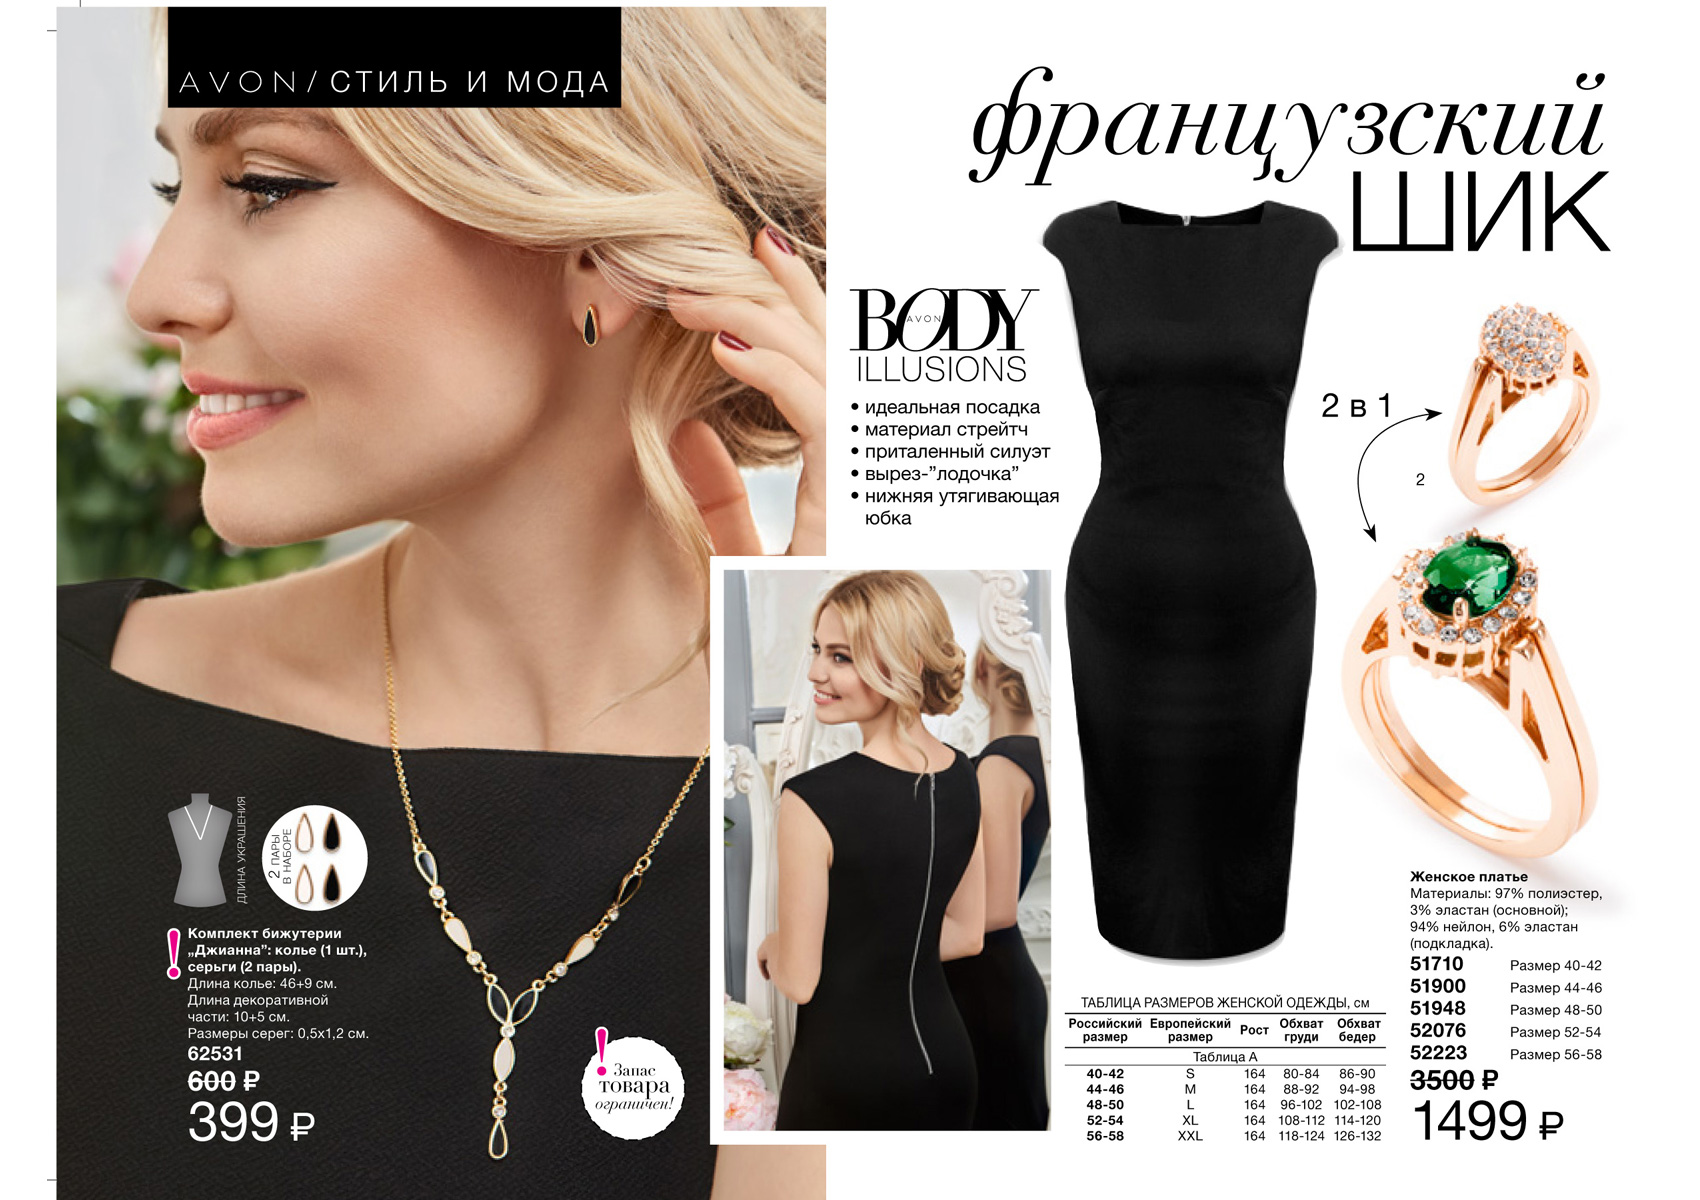 AVON / СТИЛЬ И МОДА
французский
ШИК
BODY
AVON
ILLUSIONS
• идеальная посадка
• материал стрейтч
• приталенный силуэт
• вырез-”лодочка”
• нижняя утягивающая
юбка
2 в 1
2
ДЛИНА УКРАШЕНИЯ
2 ПАРЫ
В НАБОРЕ
Комплект бижутерии
„Джианна”: колье (1 шт.),
серьги (2 пары).
Длина колье: 46+9 см.
Длина декоративной
части: 10+5 см.
Размеры серег: 0,5х1,2 см.
62531
600 ₽
399 ₽
Запас
товара
ограничен!
ТАБЛИЦА РАЗМЕРОВ ЖЕНСКОЙ ОДЕЖДЫ, см
Российский размер Европейский размер Рост Обхват груди Обхват бедер
Таблица А
40-42 S 164 80-84 86-90
44-46 M 164 88-92 94-98
48-50 L 164 96-102 102-108
52-54 XL 164 108-112 114-120
56-58 XXL 164 118-124 126-132
Женское платье
Материалы: 97% полиэстер,
3% эластан (основной);
94% нейлон, 6% эластан
(подкладка).
51710 Размер 40-42
51900 Размер 44-46
51948 Размер 48-50
52076 Размер 52-54
52223 Размер 56-58
3500 ₽
1499 ₽